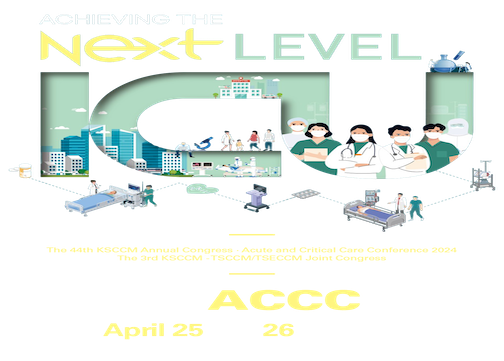 ACHIEVING THE
Next LEVEL
ICU
The 44th KSCCM Annual Congress - Acute and Critical Care Conference 2024
The 3rd KSCCM - TSCCM/TSECCM Joint Congress
ACCC
April 25 26